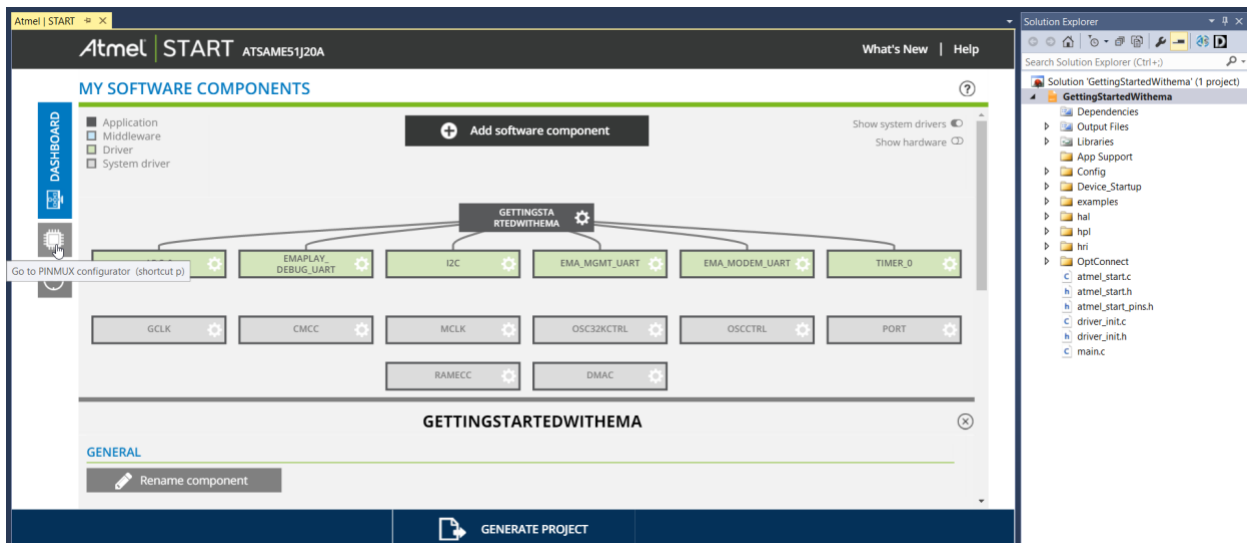 Atmel | START
Atmel START ATSAME51J20A
What's New | Help
MY SOFTWARE COMPONENTS
DASHBOARD
Application
Middleware
Driver
System driver
Add software component
Show system drivers
Show hardware
GETTINGSTA
RTEDWITHEMA
EMAPLAY_
DEBUG_UART
I2C
EMA_MGMT_UART
EMA_MODEM_UART
TIMER_0
Go to PINMUX configurator (shortcut p)
GCLK
CMCC
MCLK
OSC32KCTRL
OSCCTRL
PORT
RAMECC
DMAC
GETTINGSTARTEDWITHEMA
GENERAL
Rename component
GENERATE PROJECT
Solution Explorer
Search Solution Explorer (Ctrl+;)
Solution 'GettingStartedWithema' (1 project)
GettingStartedWithema
Dependencies
Output Files
Libraries
App Support
Config
Device_Startup
examples
hal
hpl
hri
OptConnect
atmel_start.c
atmel_start.h
atmel_start_pins.h
driver_init.c
driver_init.h
main.c